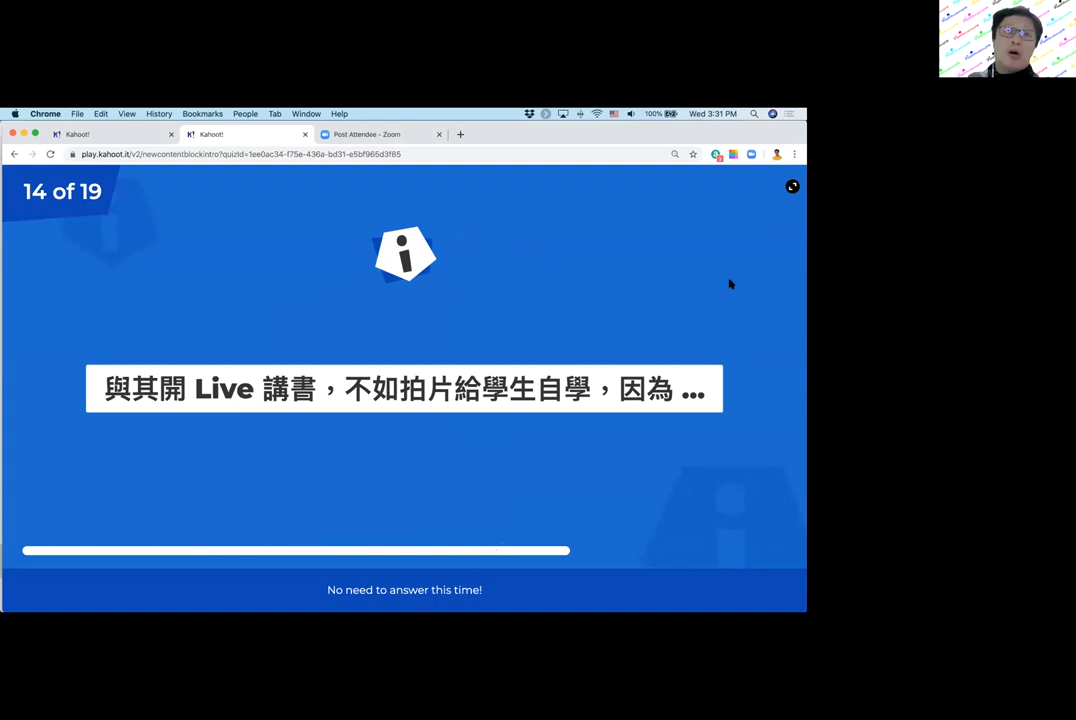 Chrome File Edit View History Bookmarks People Tab Window Help 100% Wed 3:31 PM
K! Kahoot! K! Kahoot! Post Attendee - Zoom
play.kahoot.it/v2/newcontentblockintro?quizId=1ee0ac34-f75e-436a-bd31-e5bf965d3f85
14 of 19
與其開 Live 講書，不如拍片給學生自學，因為 ...
No need to answer this time!